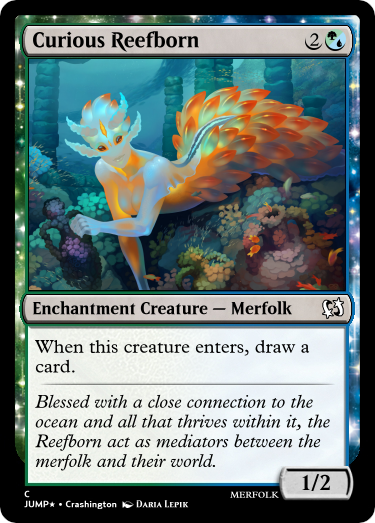 Curious Reefborn 2
Enchantment Creature — Merfolk
When this creature enters, draw a
card.
Blessed with a close connection to the
ocean and all that thrives within it, the
Reefborn act as mediators between the
merfolk and their world.
1/2
C
JUMP★ • Crashington Daria Lepik
MERFOLK